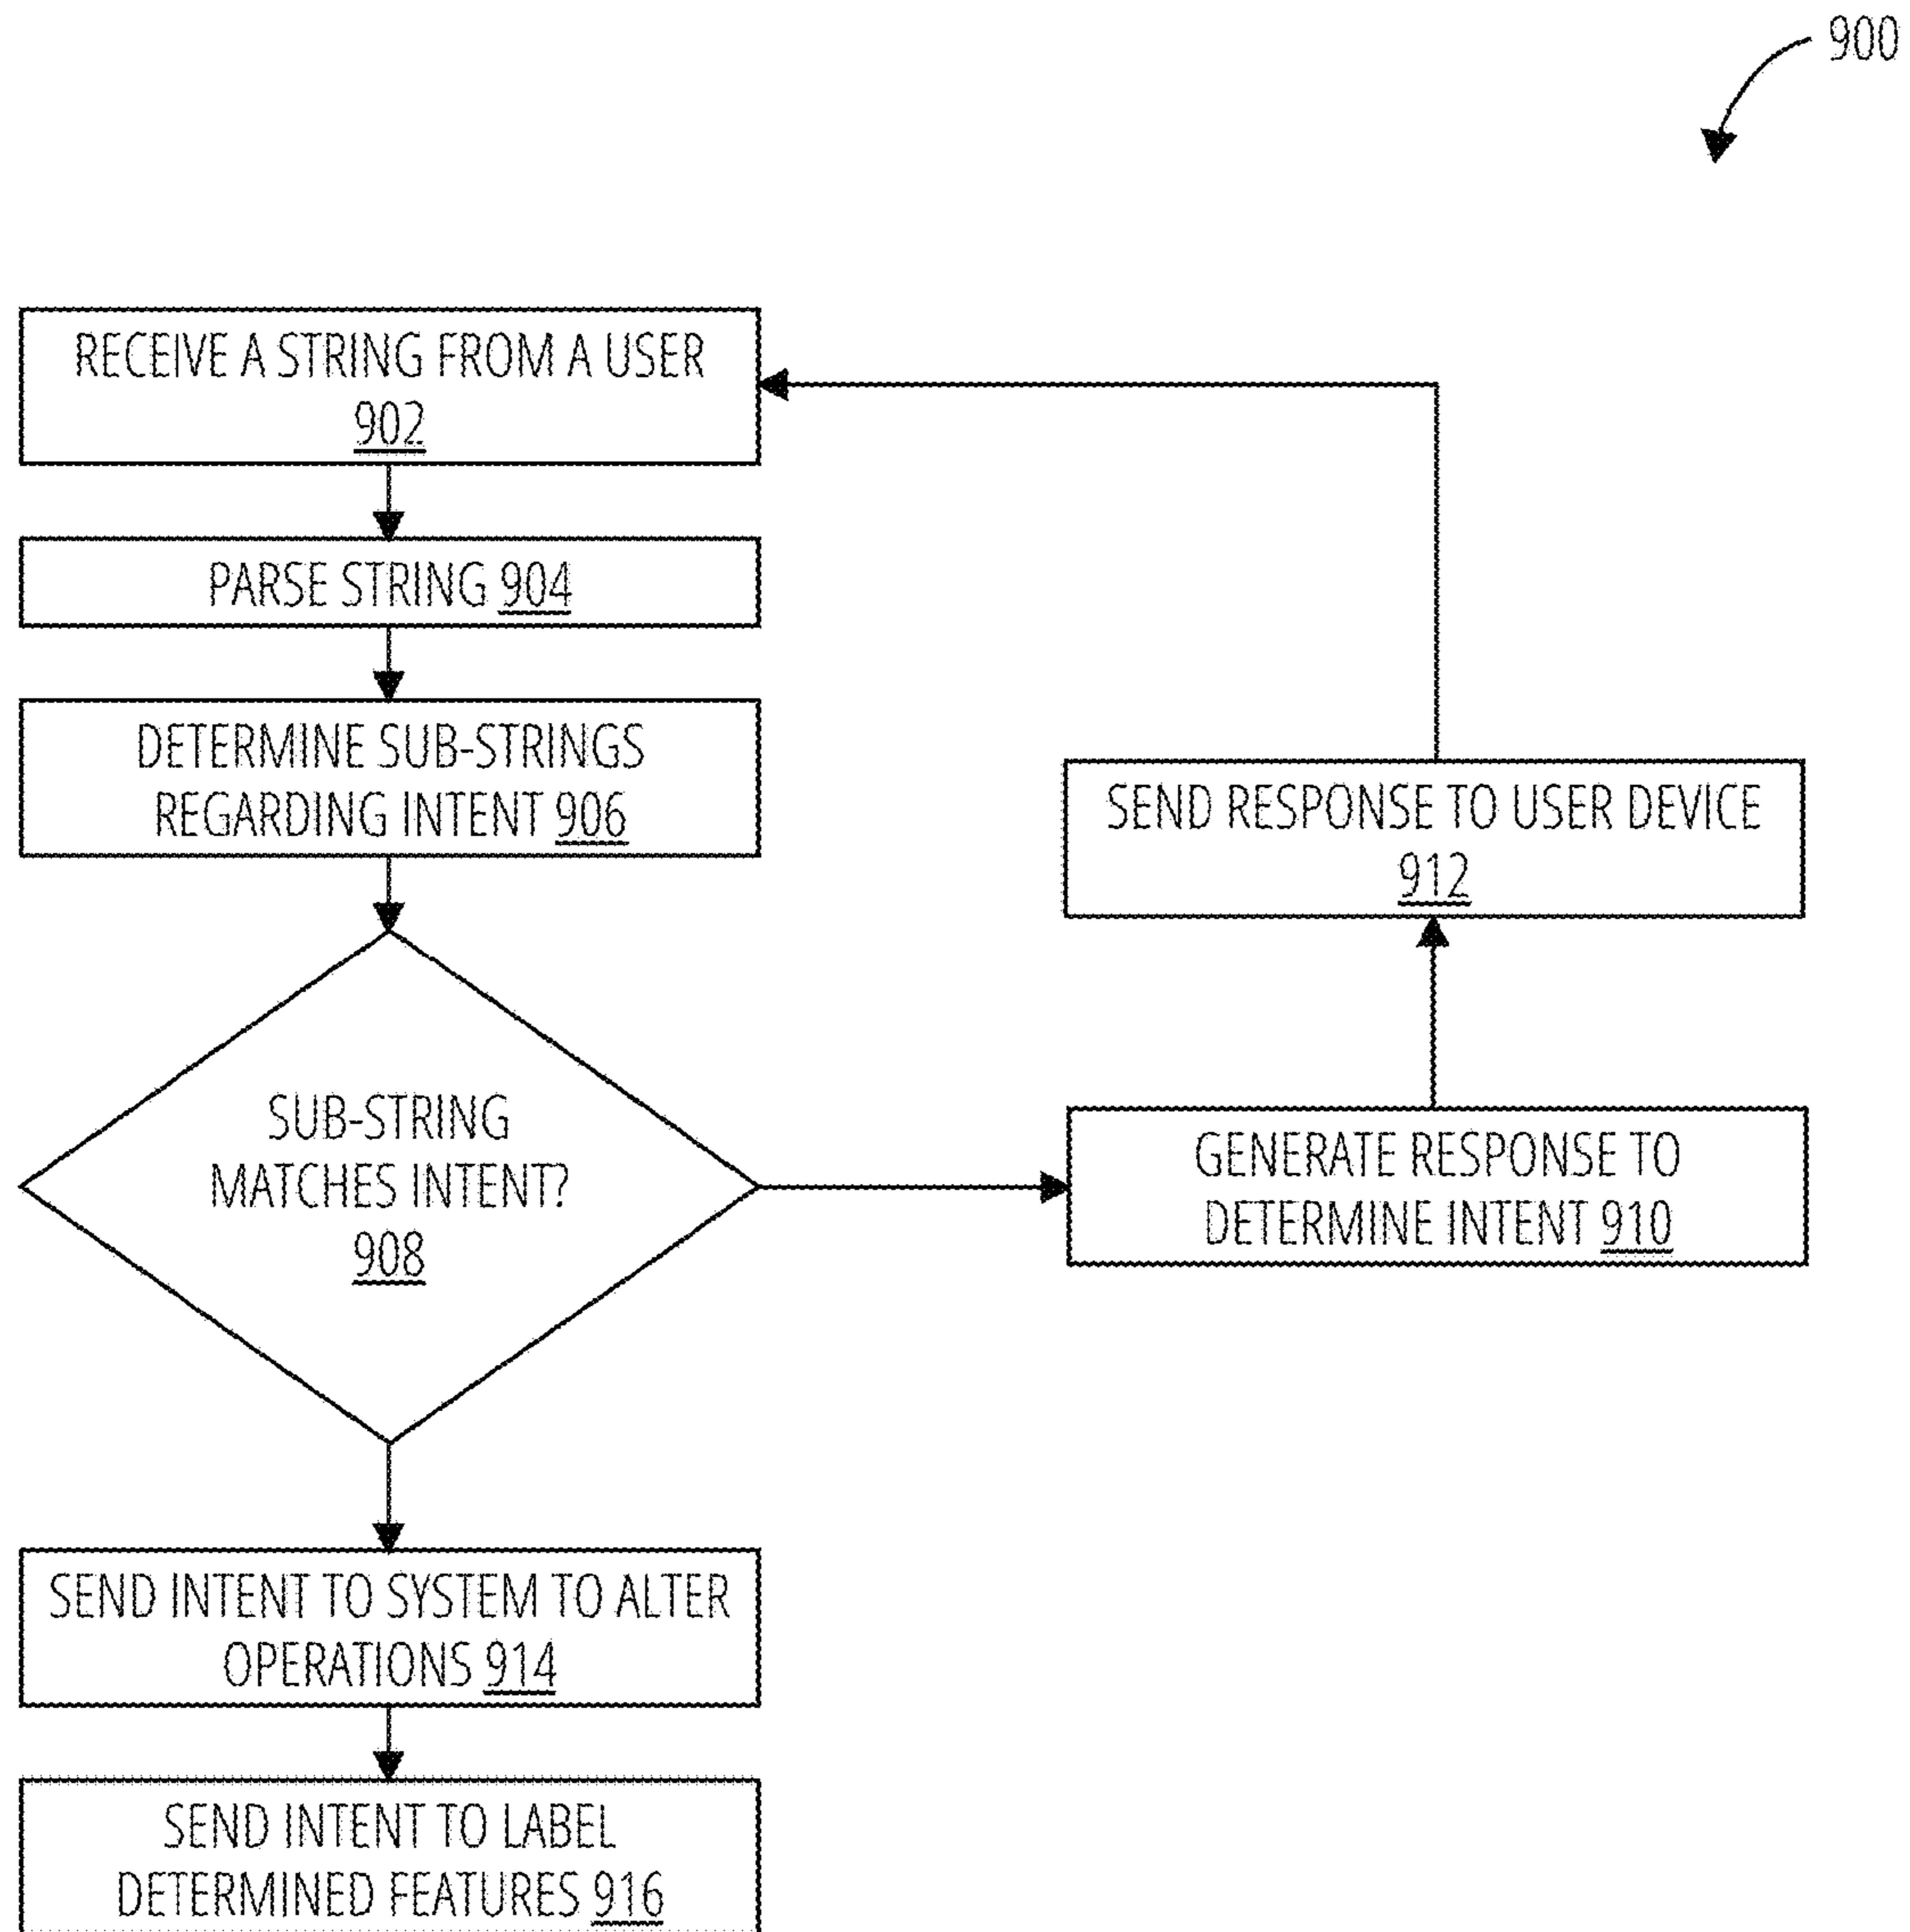 900
RECEIVE A STRING FROM A USER
902
PARSE STRING 904
DETERMINE SUB-STRINGS
REGARDING INTENT 906
SEND RESPONSE TO USER DEVICE
912
SUB-STRING
MATCHES INTENT?
908
GENERATE RESPONSE TO
DETERMINE INTENT 910
SEND INTENT TO SYSTEM TO ALTER
OPERATIONS 914
SEND INTENT TO LABEL
DETERMINED FEATURES 916